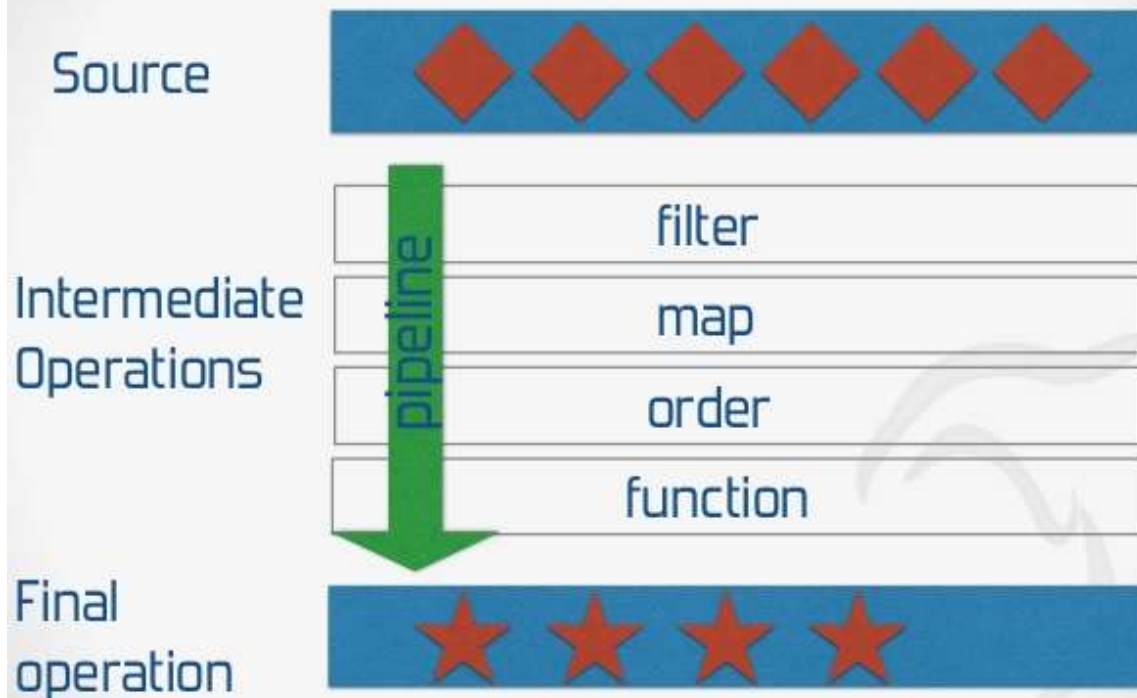 Source
filter
Intermediate
Operations
pipeline
map
order
function
Final
operation